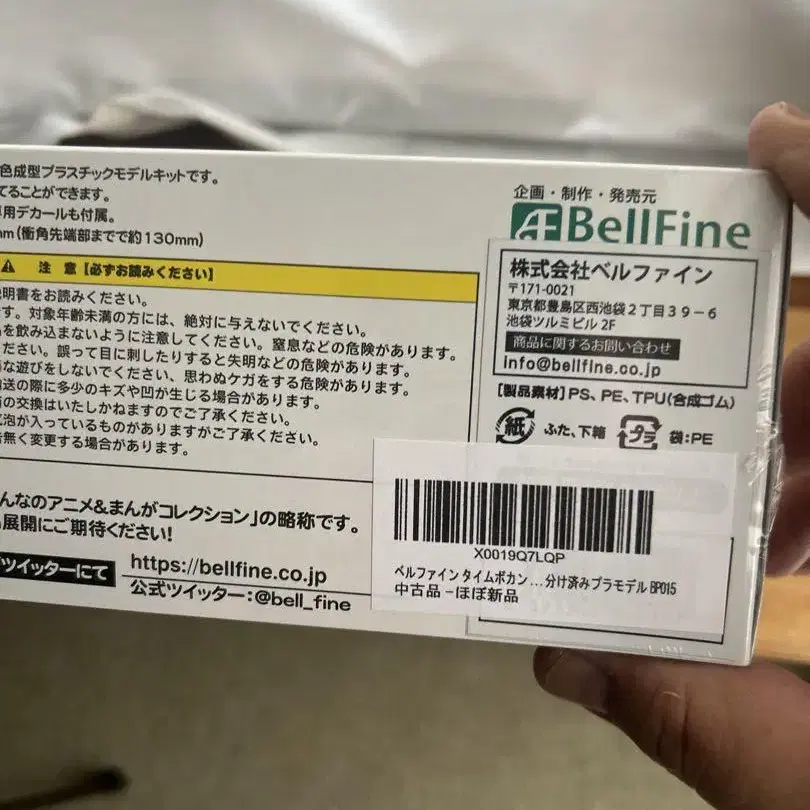 色成型プラスチックモデルキットです。
てることができます。
専用デカールも付属。
mm(衝角先端部までで約130mm)
注 意【必ずお読みください】
説明書をお読みください。
す。対象年齢未満の方には、絶対に与えないでください。
を飲み込まないように注意してください。窒息などの危険があります。
ださい。誤って目に刺したりすると失明などの危険があります。
な遊びをしないでください、思わぬケガをする危険があります。
輸送の際に多少のキズや凹が生じる場合があります。
の交換はいたしかねますのでご了承ください。
気泡が入っているものがありますがご了承ください。
告無く変更する場合があります。
んなのアニメ&まんがコレクション」の略称です。
展開にご期待ください!
ツイッターにて
https://bellfine.co.jp
公式ツイッター:@bell_fine
企画・制作・発売元
BellFine
株式会社ベルファイン
〒171-0021
東京都豊島区西池袋2丁目39-6
池袋ツルミビル 2F
商品に関するお問い合わせ
info@bellfine.co.jp
【製品素材】PS、PE、TPU(合成ゴム)
紙 ふた、下箱 プラ 袋:PE
X0019Q7LQP
ベルファイン タイムボカン...分け済みプラモデル BP015
中古品 -ほぼ新品